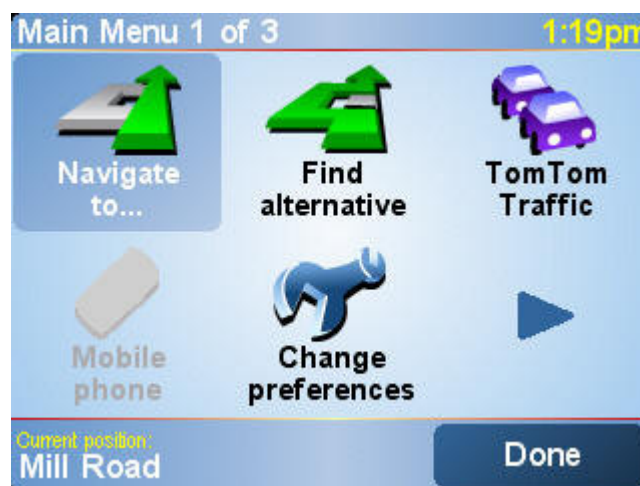 Main Menu 1 of 3
1:19pm
Navigate
to...
Find
alternative
TomTom
Traffic
Mobile
phone
Change
preferences
Current position:
Mill Road
Done